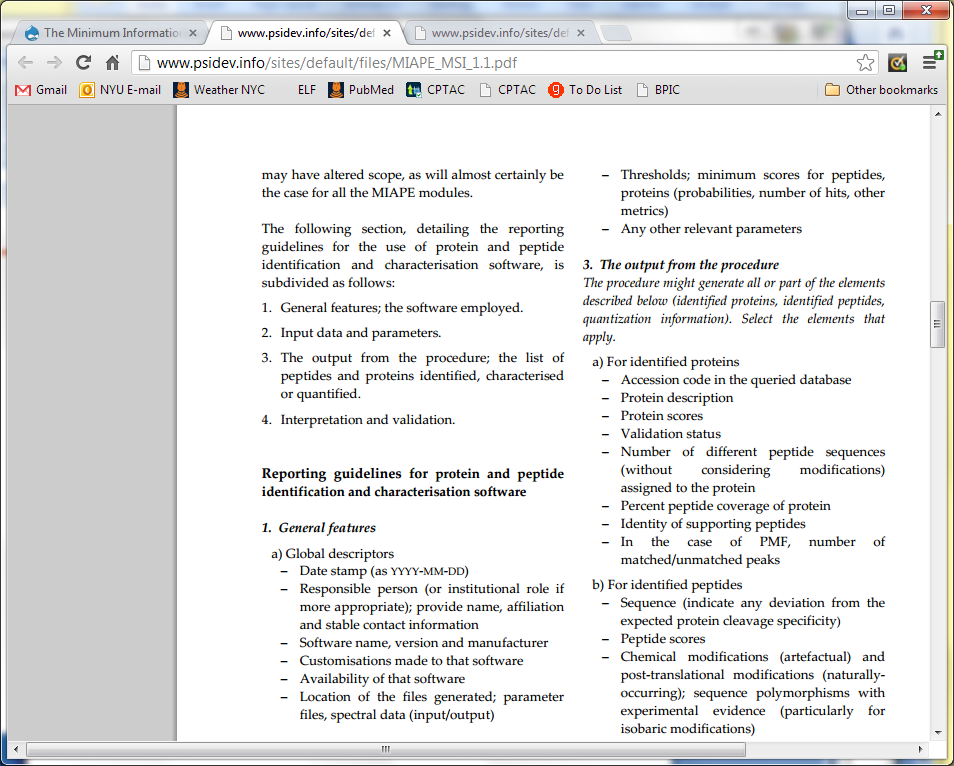 The Minimum Informatio
www.psidev.info/sites/def
www.psidev.info/sites/def
www.psidev.info/sites/default/files/MIAPE_MSI_1.1.pdf
Gmail
NYU E-mail
Weather NYC
ELF
PubMed
CPTAC
CPTAC
To Do List
BPIC
Other bookmarks
may have altered scope, as will almost certainly be
the case for all the MIAPE modules.
The following section, detailing the reporting
guidelines for the use of protein and peptide
identification and characterisation software, is
subdivided as follows:
1. General features; the software employed.
2. Input data and parameters.
3. The output from the procedure; the list of
peptides and proteins identified, characterised
or quantified.
4. Interpretation and validation.
Reporting guidelines for protein and peptide
identification and characterisation software
1. General features
a) Global descriptors
– Date stamp (as YYYY-MM-DD)
– Responsible person (or institutional role if
more appropriate); provide name, affiliation
and stable contact information
– Software name, version and manufacturer
– Customisations made to that software
– Availability of that software
– Location of the files generated; parameter
files, spectral data (input/output)
– Thresholds; minimum scores for peptides,
proteins (probabilities, number of hits, other
metrics)
– Any other relevant parameters
3. The output from the procedure
The procedure might generate all or part of the elements
described below (identified proteins, identified peptides,
quantization information). Select the elements that
apply.
a) For identified proteins
– Accession code in the queried database
– Protein description
– Protein scores
– Validation status
– Number of different peptide sequences
(without considering modifications)
assigned to the protein
– Percent peptide coverage of protein
– Identity of supporting peptides
– In the case of PMF, number of
matched/unmatched peaks
b) For identified peptides
– Sequence (indicate any deviation from the
expected protein cleavage specificity)
– Peptide scores
– Chemical modifications (artefactual) and
post-translational modifications (naturally-
occurring); sequence polymorphisms with
experimental evidence (particularly for
isobaric modifications)